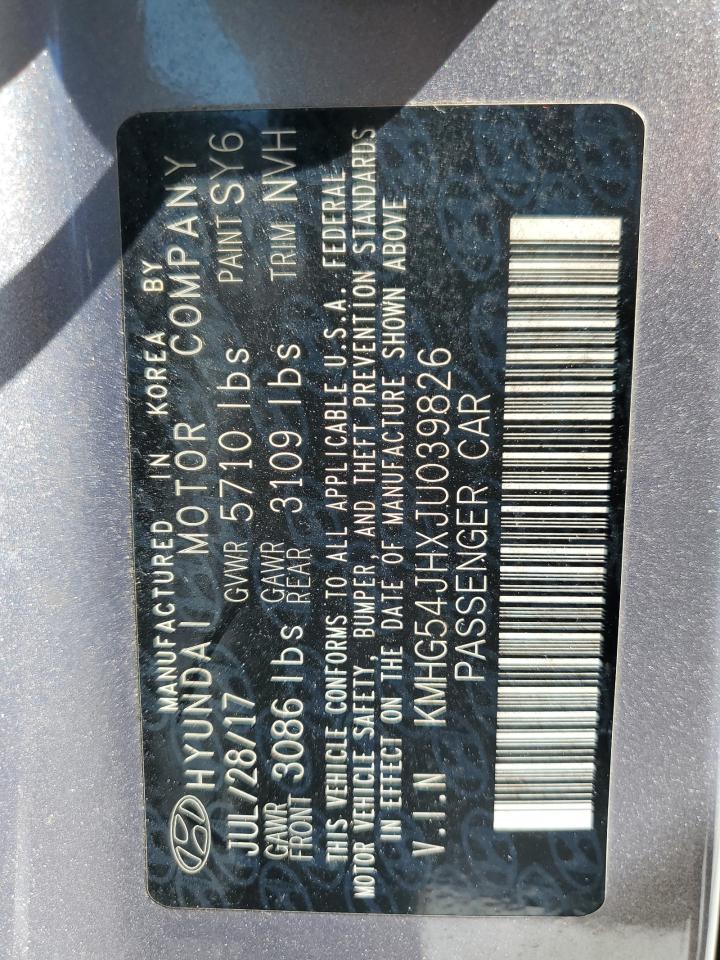 MANUFACTURED IN KOREA BY
HYUNDAI MOTOR COMPANY
JUL/28/17 GVWR 5710 lbs PAINT SY6
GAWR FRONT 3086 lbs GAWR REAR 3109 lbs TRIM NVH
THIS VEHICLE CONFORMS TO ALL APPLICABLE U.S.A. FEDERAL
MOTOR VEHICLE SAFETY, BUMPER, AND THEFT PREVENTION STANDARDS
IN EFFECT ON THE DATE OF MANUFACTURE SHOWN ABOVE
V.I.N KMHG54JHXJU039826
PASSENGER CAR